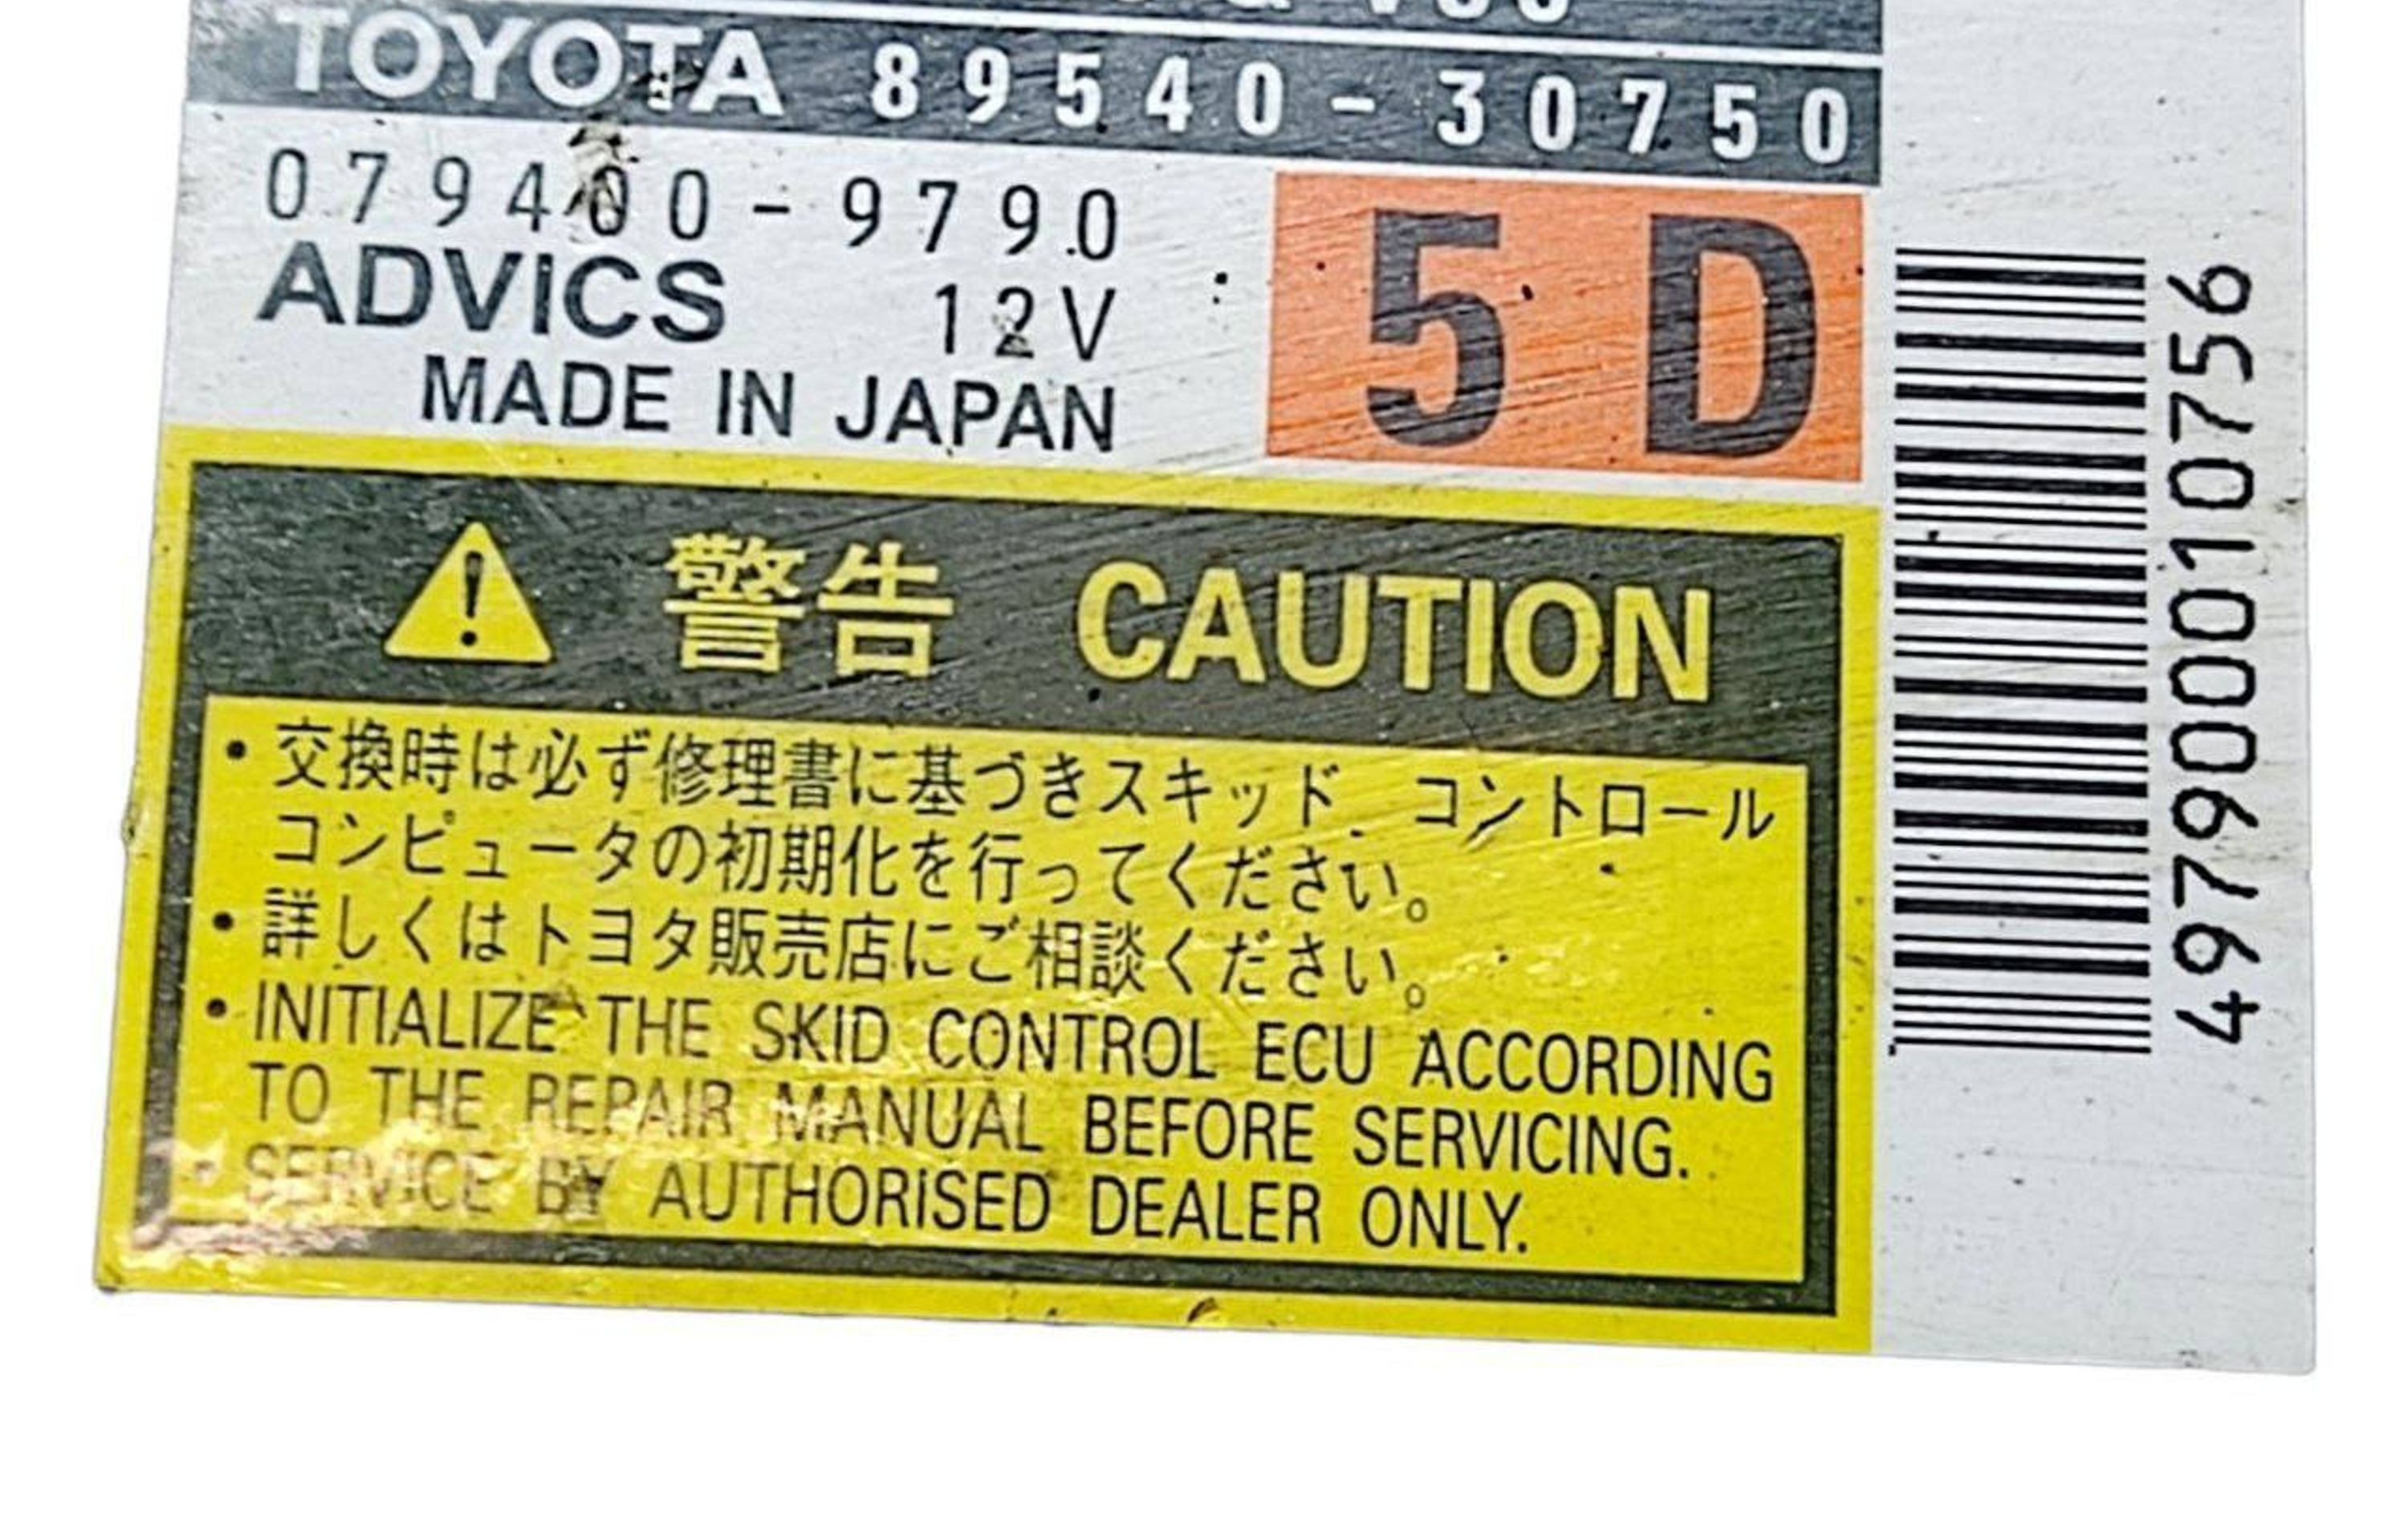 TOYOTA 89540-30750
079400-9790
ADVICS 12V
MADE IN JAPAN
5D
警告 CAUTION
・交換時は必ず修理書に基づきスキッド．コントロール
コンピュータの初期化を行ってください。
・詳しくはトヨタ販売店にご相談ください。
・INITIALIZE THE SKID CONTROL ECU ACCORDING
TO THE REPAIR MANUAL BEFORE SERVICING.
・SERVICE BY AUTHORISED DEALER ONLY.
4979000010756